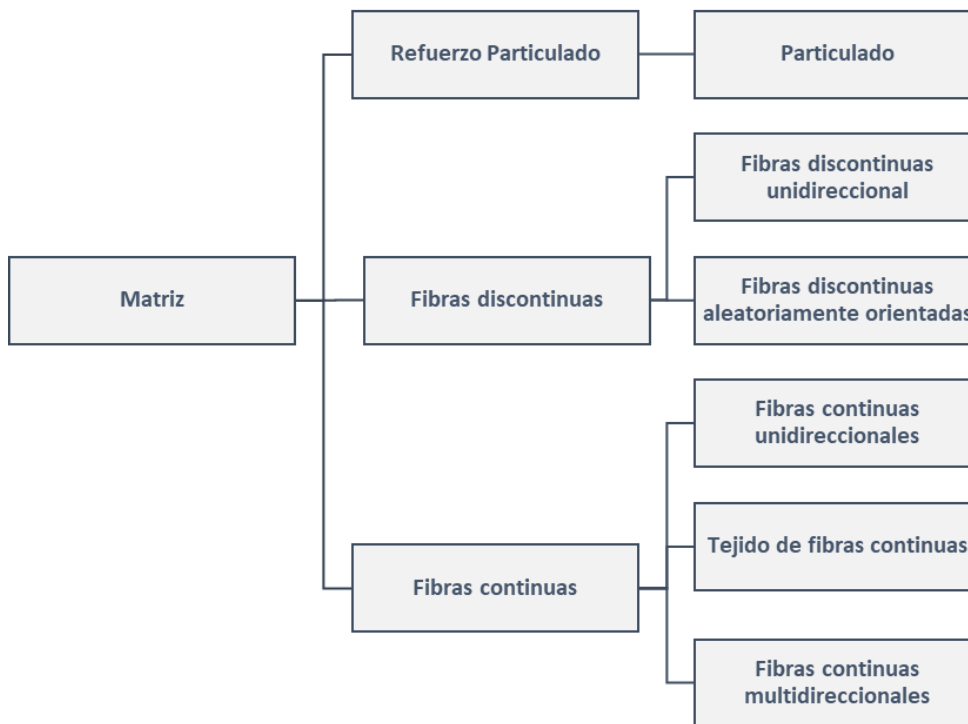 Refuerzo Particulado
Particulado
Fibras discontinuas
unidireccional
Matriz
Fibras discontinuas
Fibras discontinuas
aleatoriamente orientadas
Fibras continuas
unidireccionales
Tejido de fibras continuas
Fibras continuas
Fibras continuas
multidireccionales